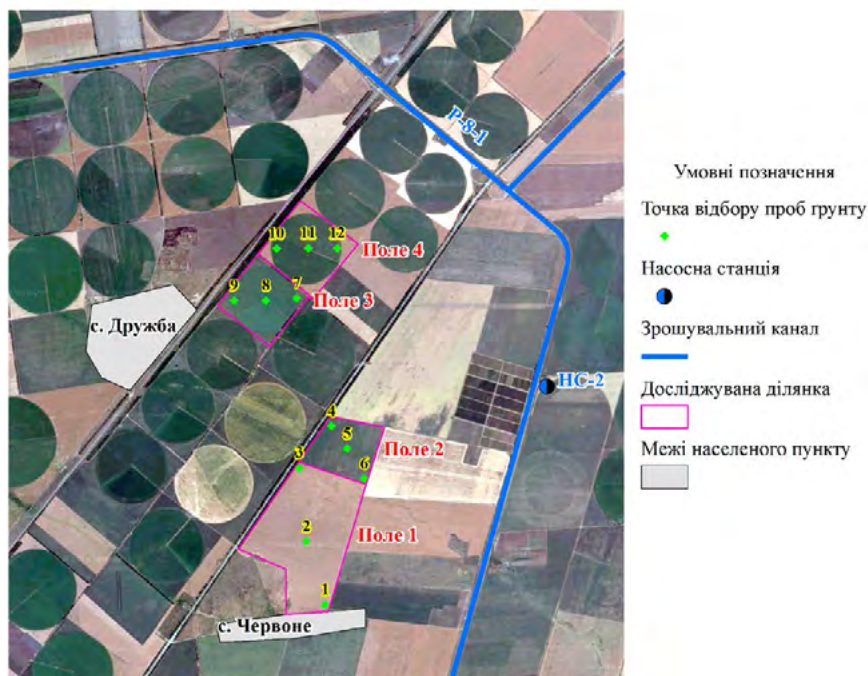 Р-8-1
10 11 12
Поле 4
9 8 7
Поле 3
с. Дружба
НС-2
4
5
Поле 2
3
6
2
Поле 1
1
с. Червоне
Умовні позначення
Точка відбору проб ґрунту
Насосна станція
Зрошувальний канал
Досліджувана ділянка
Межі населеного пункту